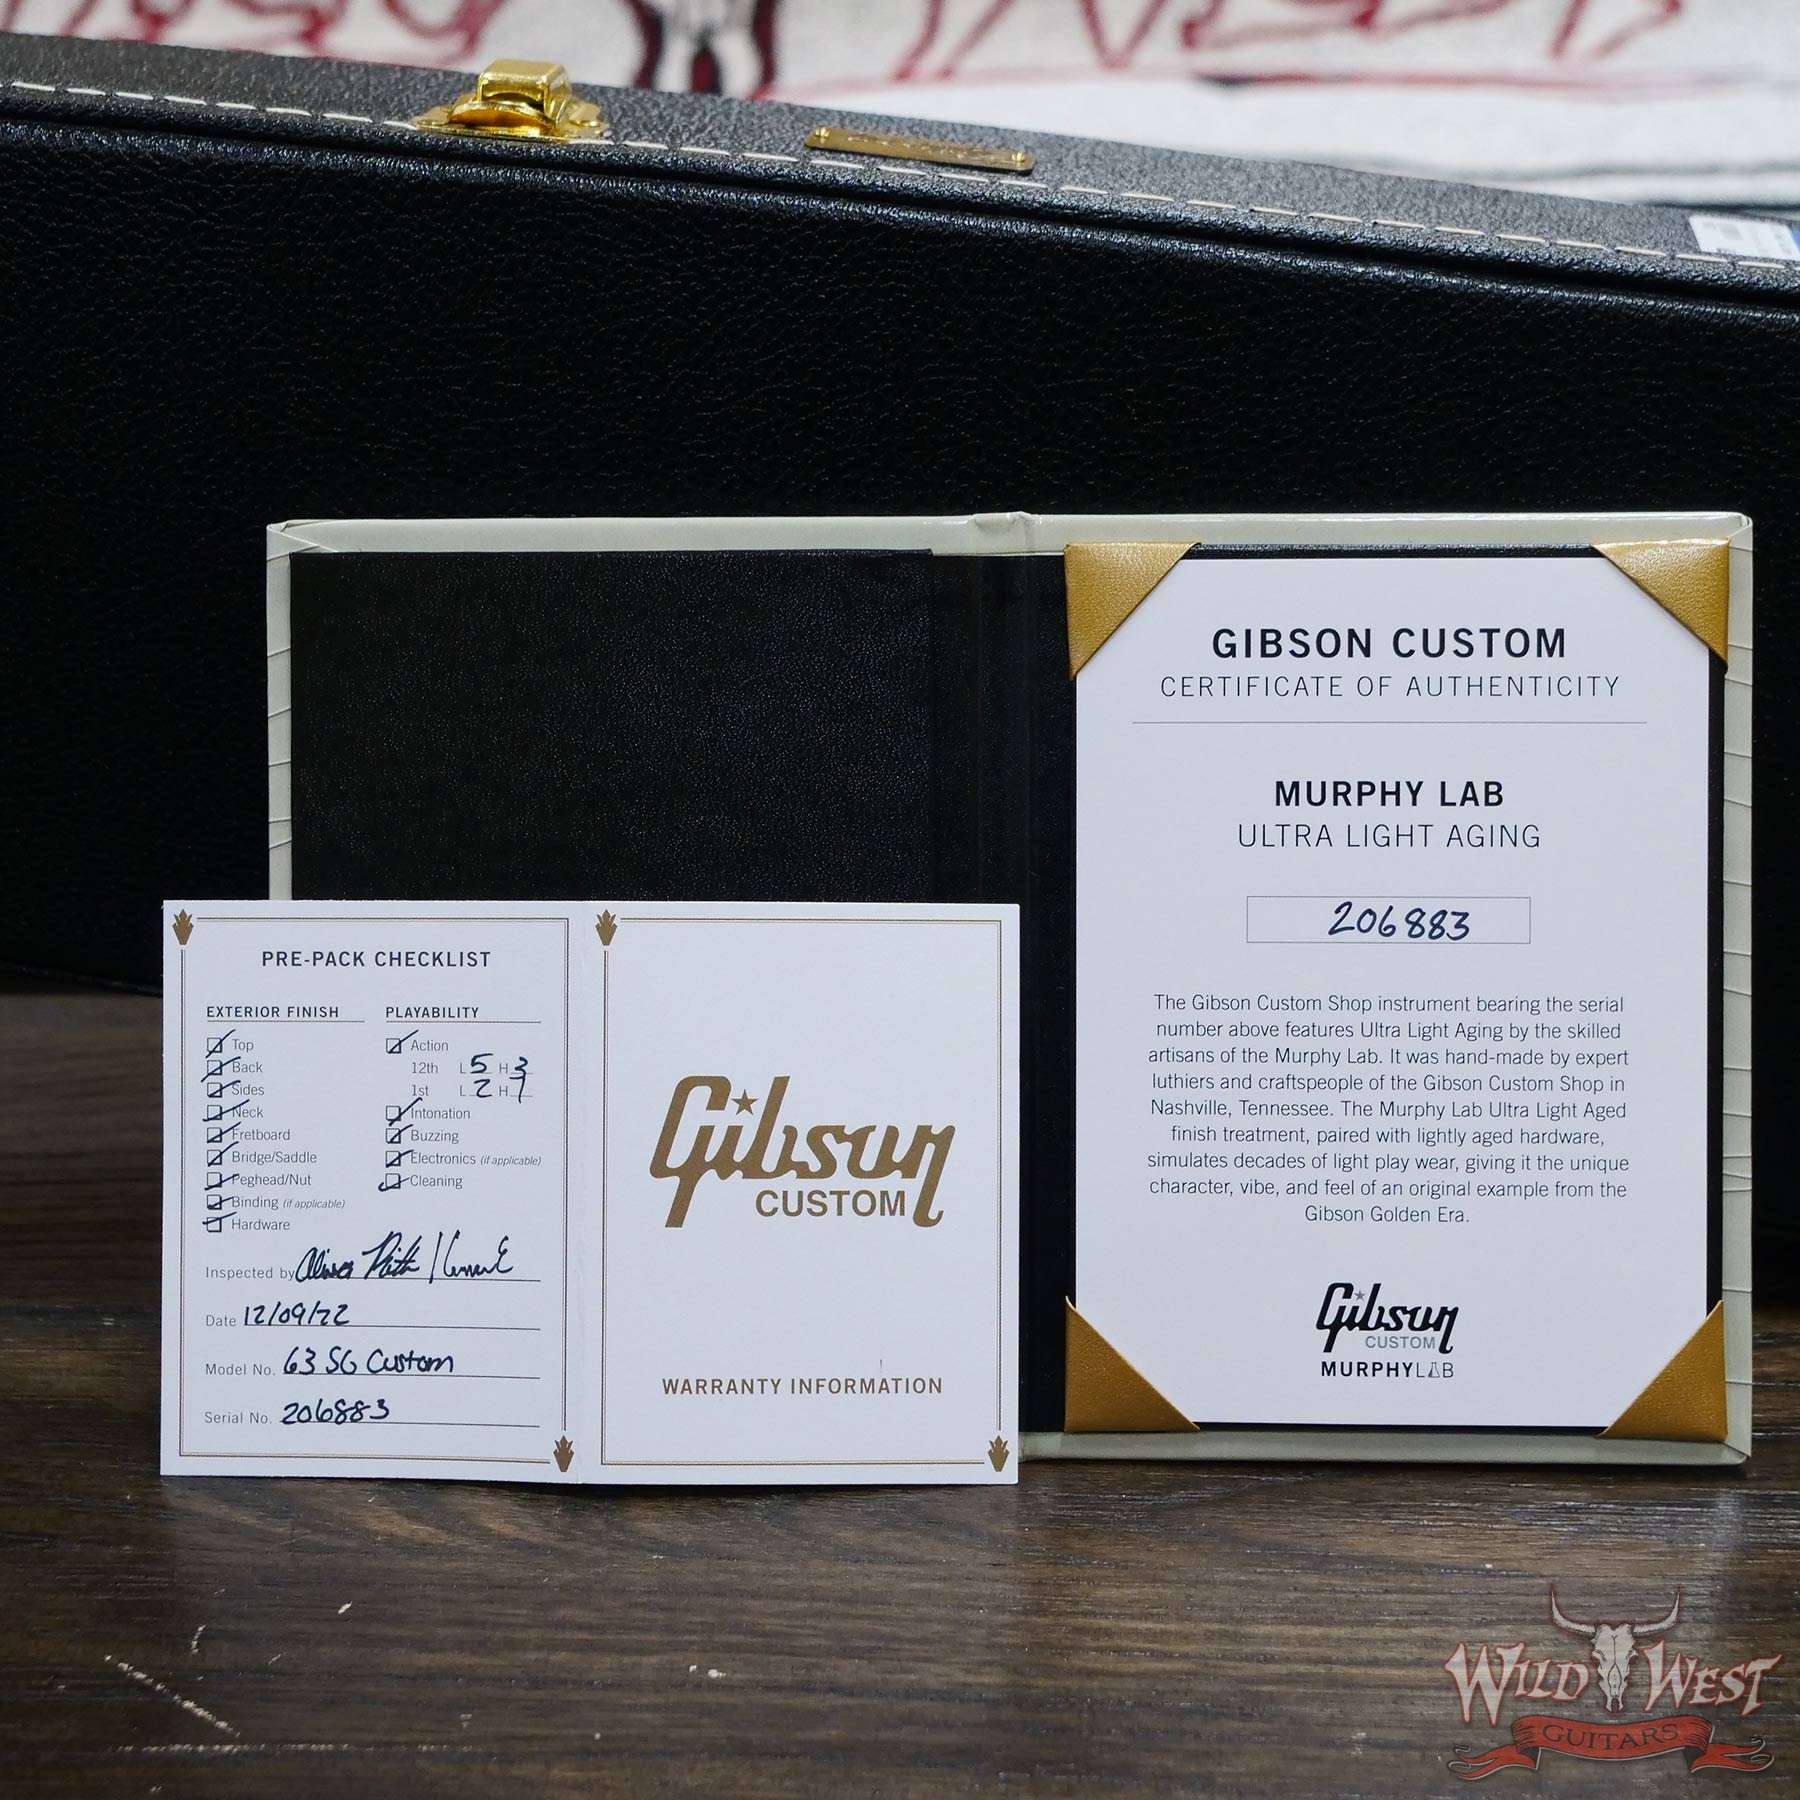 PRE-PACK CHECKLIST
EXTERIOR FINISH
Top
Back
Sides
Neck
Fretboard
Bridge/Saddle
Peghead/Nut
Binding (if applicable)
Hardware
PLAYABILITY
Action
12th L 5 H 3
1st L 2 H 1
Intonation
Buzzing
Electronics (if applicable)
Cleaning
Inspected by
Date 12/09/22
Model No. 63 SG Custom
Serial No. 206883
Gibson
CUSTOM
WARRANTY INFORMATION
GIBSON CUSTOM
CERTIFICATE OF AUTHENTICITY
MURPHY LAB
ULTRA LIGHT AGING
206883
The Gibson Custom Shop instrument bearing the serial
number above features Ultra Light Aging by the skilled
artisans of the Murphy Lab. It was hand-made by expert
luthiers and craftspeople of the Gibson Custom Shop in
Nashville, Tennessee. The Murphy Lab Ultra Light Aged
finish treatment, paired with lightly aged hardware,
simulates decades of light play wear, giving it the unique
character, vibe, and feel of an original example from the
Gibson Golden Era.
Gibson
CUSTOM
MURPHYLAB
WILD WEST
GUITARS